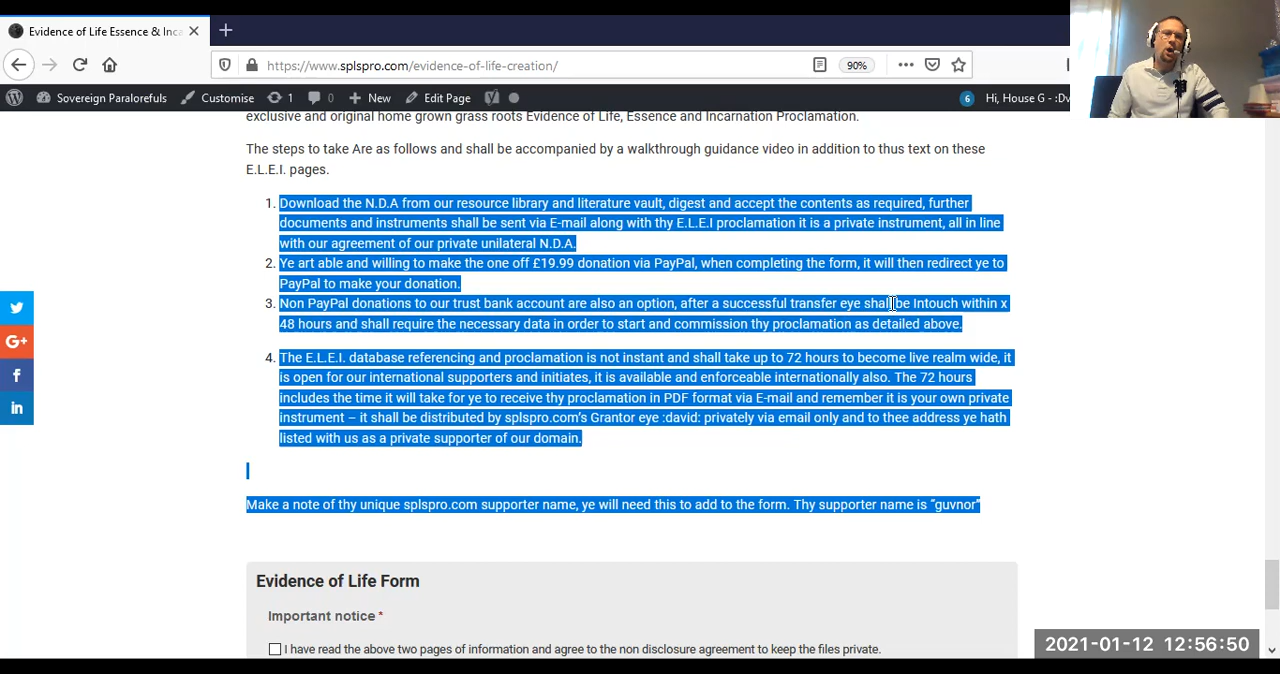 Evidence of Life Essence & Inca
https://www.splspro.com/evidence-of-life-creation/
90%
Sovereign Paralorefuls
Customise
1
0
New
Edit Page
6
Hi, House G - :Dv
exclusive and original home grown grass roots Evidence of Life, Essence and Incarnation Proclamation.
The steps to take Are as follows and shall be accompanied by a walkthrough guidance video in addition to thus text on these
E.L.E.I. pages.
1. Download the N.D.A from our resource library and literature vault, digest and accept the contents as required, further
documents and instruments shall be sent via E-mail along with thy E.L.E.I proclamation it is a private instrument, all in line
with our agreement of our private unilateral N.D.A.
2. Ye art able and willing to make the one off £19.99 donation via PayPal, when completing the form, it will then redirect ye to
PayPal to make your donation.
3. Non PayPal donations to our trust bank account are also an option, after a successful transfer eye shall be Intouch within x
48 hours and shall require the necessary data in order to start and commission thy proclamation as detailed above.
4. The E.L.E.I. database referencing and proclamation is not instant and shall take up to 72 hours to become live realm wide, it
is open for our international supporters and initiates, it is available and enforceable internationally also. The 72 hours
includes the time it will take for ye to receive thy proclamation in PDF format via E-mail and remember it is your own private
instrument – it shall be distributed by splspro.com's Grantor eye :david: privately via email only and to thee address ye hath
listed with us as a private supporter of our domain.
Make a note of thy unique splspro.com supporter name, ye will need this to add to the form. Thy supporter name is “guvnor”
Evidence of Life Form
Important notice *
I have read the above two pages of information and agree to the non disclosure agreement to keep the files private.
2021-01-12 12:56:50